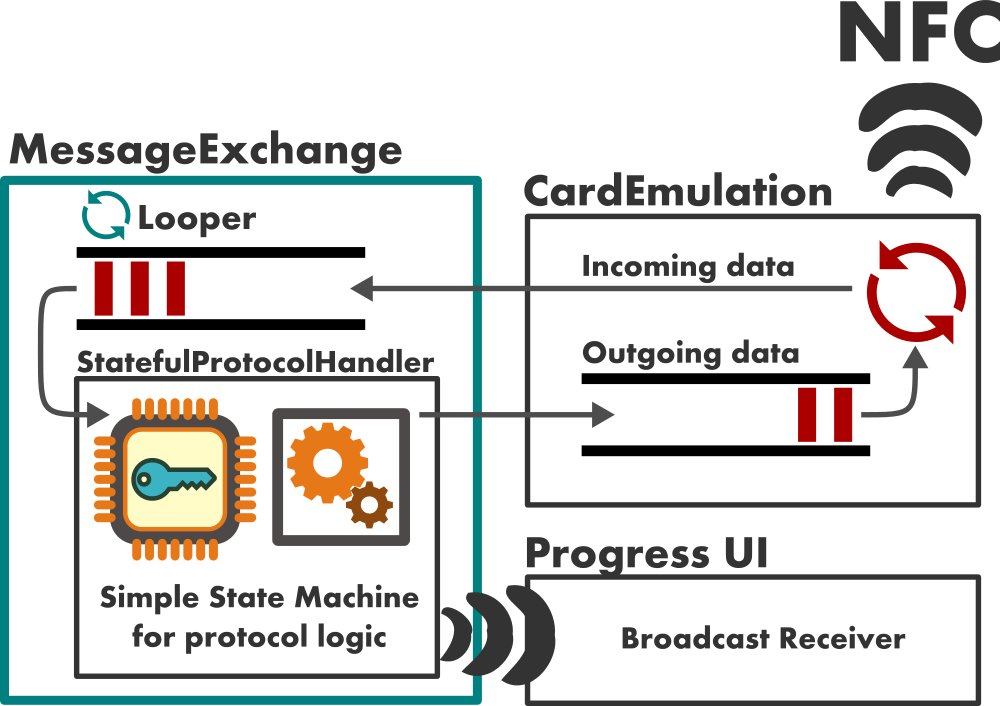 NFC
MessageExchange
CardEmulation
Looper
Incoming data
Outgoing data
StatefulProtocolHandler
Simple State Machine
for protocol logic
Progress UI
Broadcast Receiver